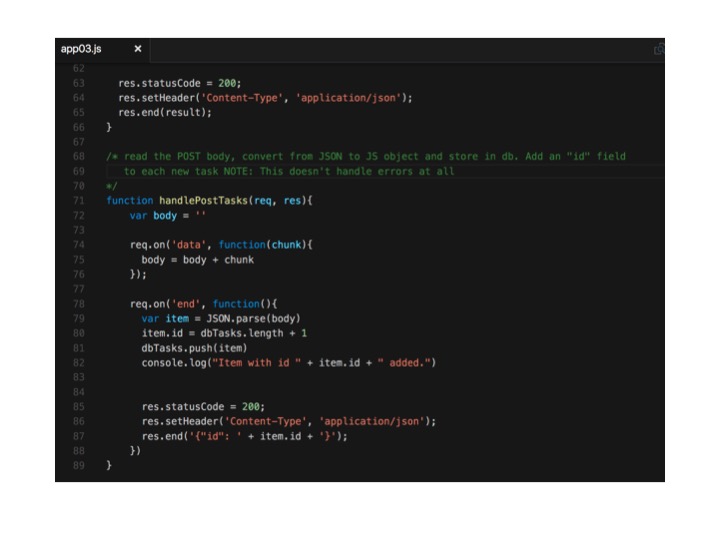 app03.js ×
62
63 res.statusCode = 200;
64 res.setHeader('Content-Type', 'application/json');
65 res.end(result);
66 }
67
68 /* read the POST body, convert from JSON to JS object and store in db. Add an "id" field
69 to each new task NOTE: This doesn't handle errors at all
70 */
71 function handlePostTasks(req, res){
72 var body = ''
73
74 req.on('data', function(chunk){
75 body = body + chunk
76 });
77
78 req.on('end', function(){
79 var item = JSON.parse(body)
80 item.id = dbTasks.length + 1
81 dbTasks.push(item)
82 console.log("Item with id " + item.id + " added.")
83
84
85 res.statusCode = 200;
86 res.setHeader('Content-Type', 'application/json');
87 res.end('{"id": ' + item.id + '}');
88 })
89 }